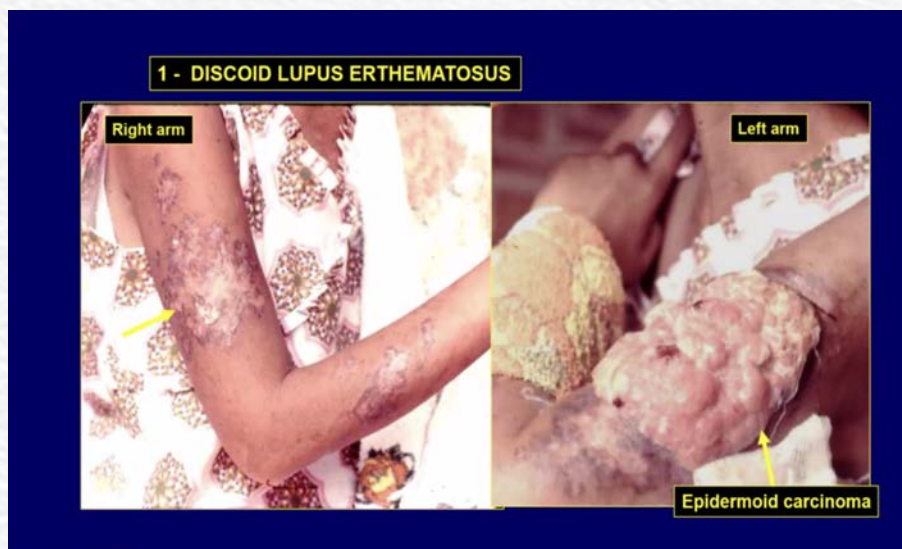 1 - DISCOID LUPUS ERTHEMATOSUS
Right arm
Left arm
Epidermoid carcinoma